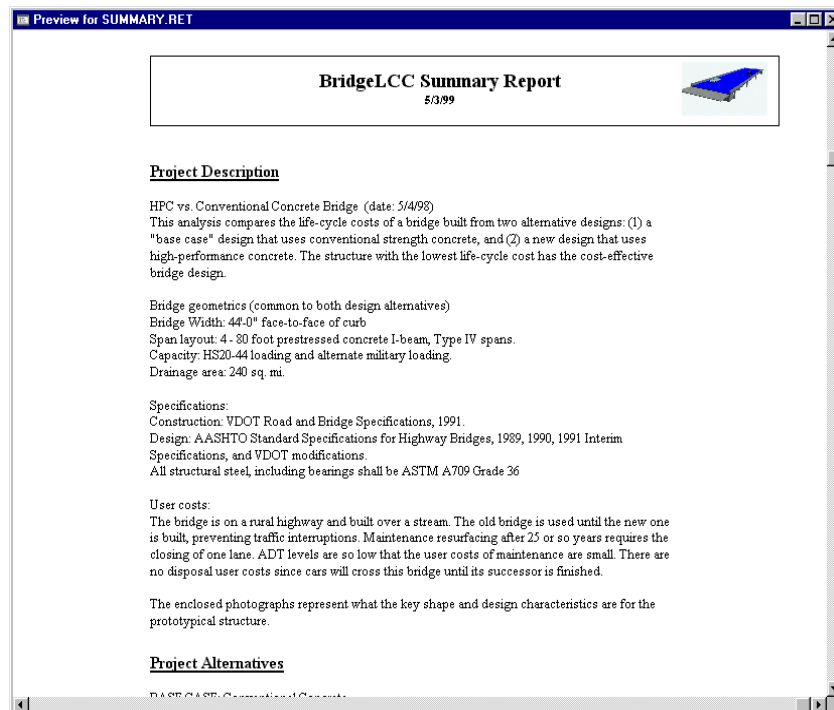 Preview for SUMMARY.RET
BridgeLCC Summary Report
5/3/99
Project Description
HPC vs. Conventional Concrete Bridge (date: 5/4/98)
This analysis compares the life-cycle costs of a bridge built from two alternative designs: (1) a
"base case" design that uses conventional strength concrete, and (2) a new design that uses
high-performance concrete. The structure with the lowest life-cycle cost has the cost-effective
bridge design.
Bridge geometrics (common to both design alternatives)
Bridge Width: 44'-0" face-to-face of curb
Span layout: 4 - 80 foot prestressed concrete I-beam, Type IV spans.
Capacity: HS20-44 loading and alternate military loading.
Drainage area: 240 sq. mi.
Specifications:
Construction: VDOT Road and Bridge Specifications, 1991.
Design: AASHTO Standard Specifications for Highway Bridges, 1989, 1990, 1991 Interim
Specifications, and VDOT modifications.
All structural steel, including bearings shall be ASTM A709 Grade 36
User costs:
The bridge is on a rural highway and built over a stream. The old bridge is used until the new one
is built, preventing traffic interruptions. Maintenance resurfacing after 25 or so years requires the
closing of one lane. ADT levels are so low that the user costs of maintenance are small. There are
no disposal user costs since cars will cross this bridge until its successor is finished.
The enclosed photographs represent what the key shape and design characteristics are for the
prototypical structure.
Project Alternatives
BASE CASE: Conventional Concrete